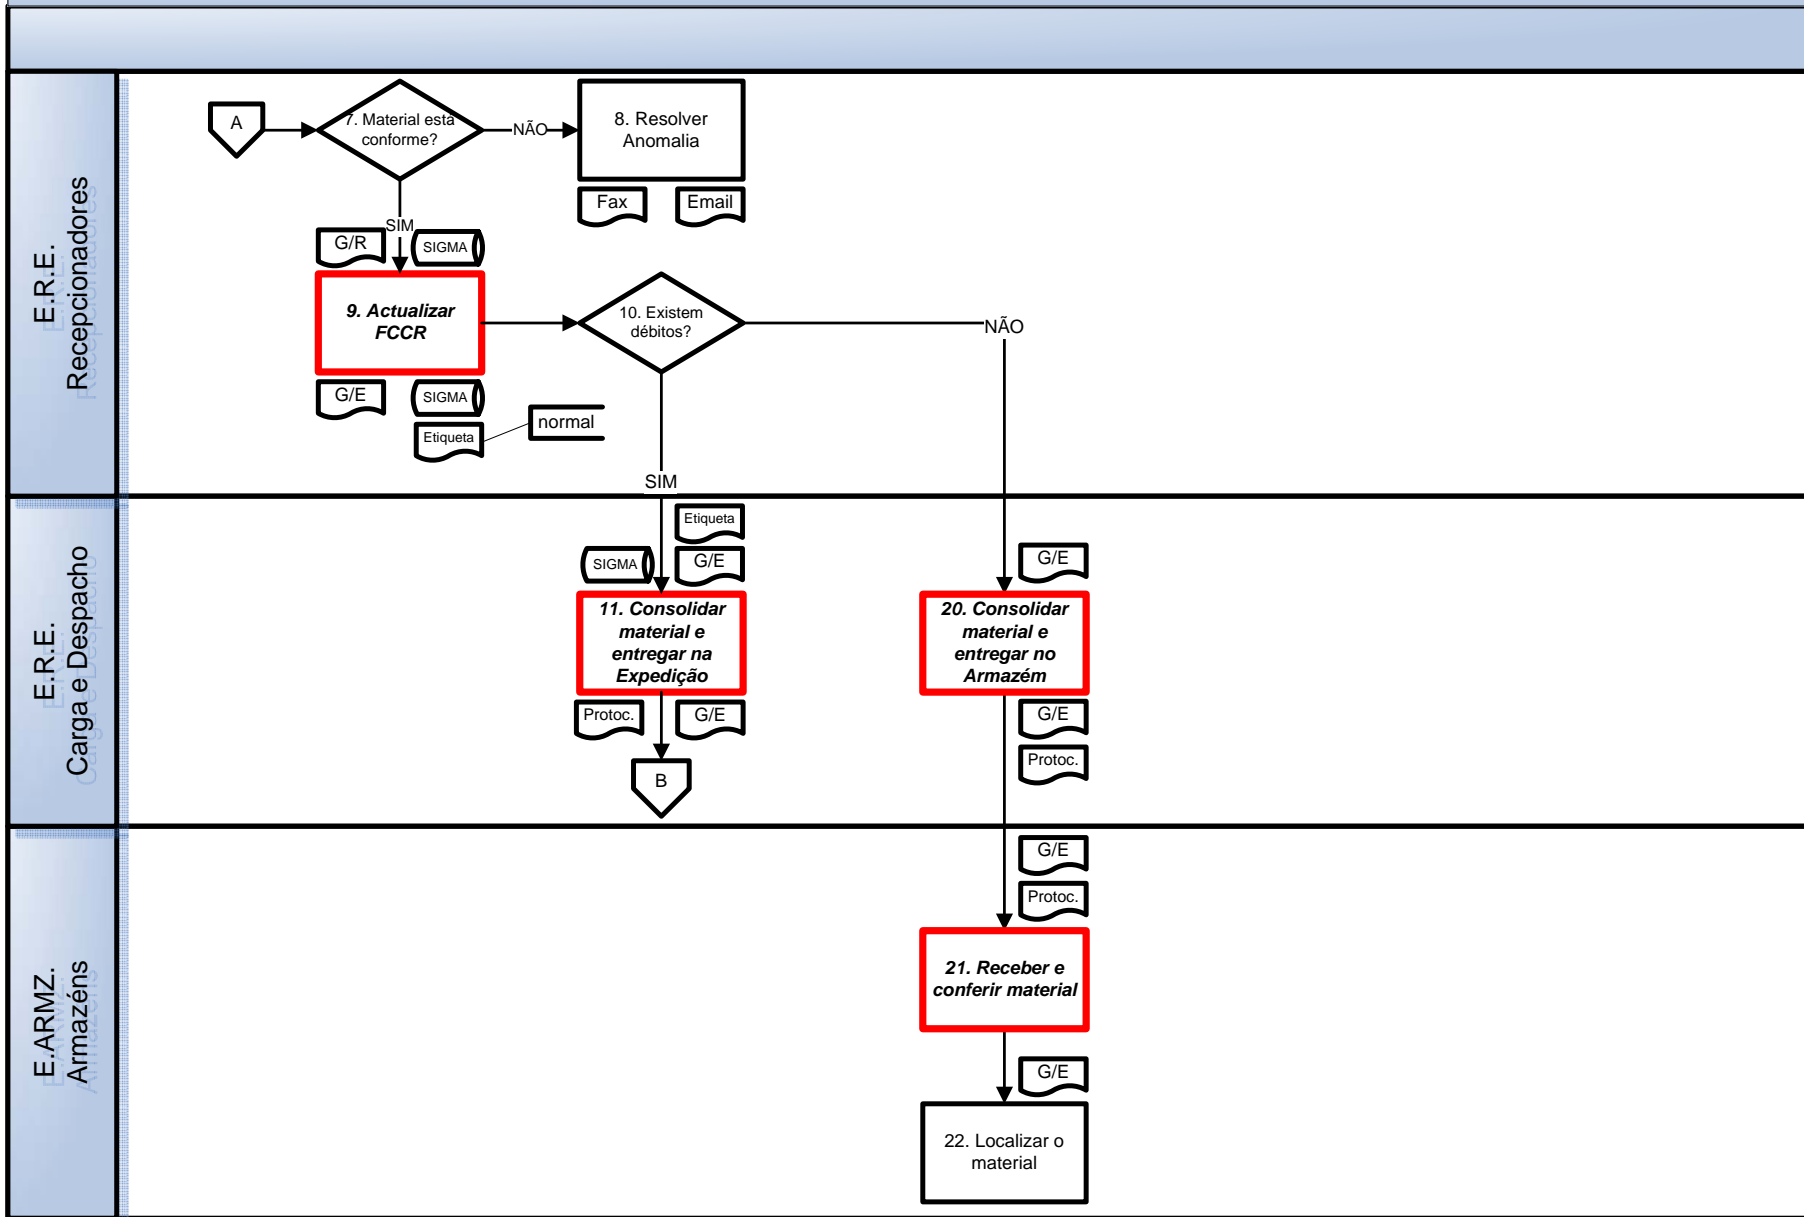 E.R.E.
Recepcionadores
A
7. Material está
conforme?
NÃO
8. Resolver
Anomalia
Fax
Email
SIM
G/R
SIGMA
9. Actualizar
FCCR
10. Existem
débitos?
NÃO
G/E
SIGMA
Etiqueta
normal
SIM
E.R.E.
Carga e Despacho
Etiqueta
SIGMA
G/E
G/E
11. Consolidar
material e
entregar na
Expedição
20. Consolidar
material e
entregar no
Armazém
Protoc.
G/E
G/E
Protoc.
B
E.ARMZ.
Armazéns
G/E
Protoc.
21. Receber e
conferir material
G/E
22. Localizar o
material